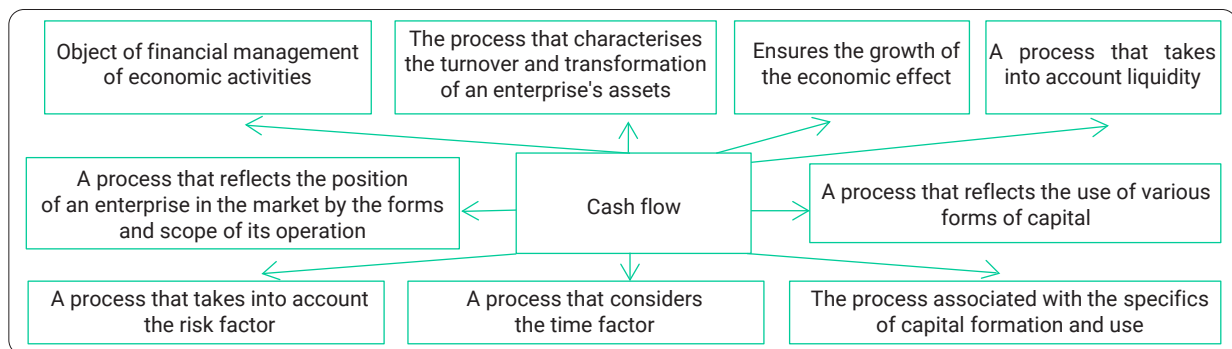 Object of financial management
of economic activities
The process that characterises
the turnover and transformation
of an enterprise's assets
Ensures the growth of
the economic effect
A process that takes
into account liquidity
A process that reflects the position
of an enterprise in the market by the forms
and scope of its operation
Cash flow
A process that reflects the use of various
forms of capital
A process that takes into account
the risk factor
A process that considers
the time factor
The process associated with the specifics
of capital formation and use